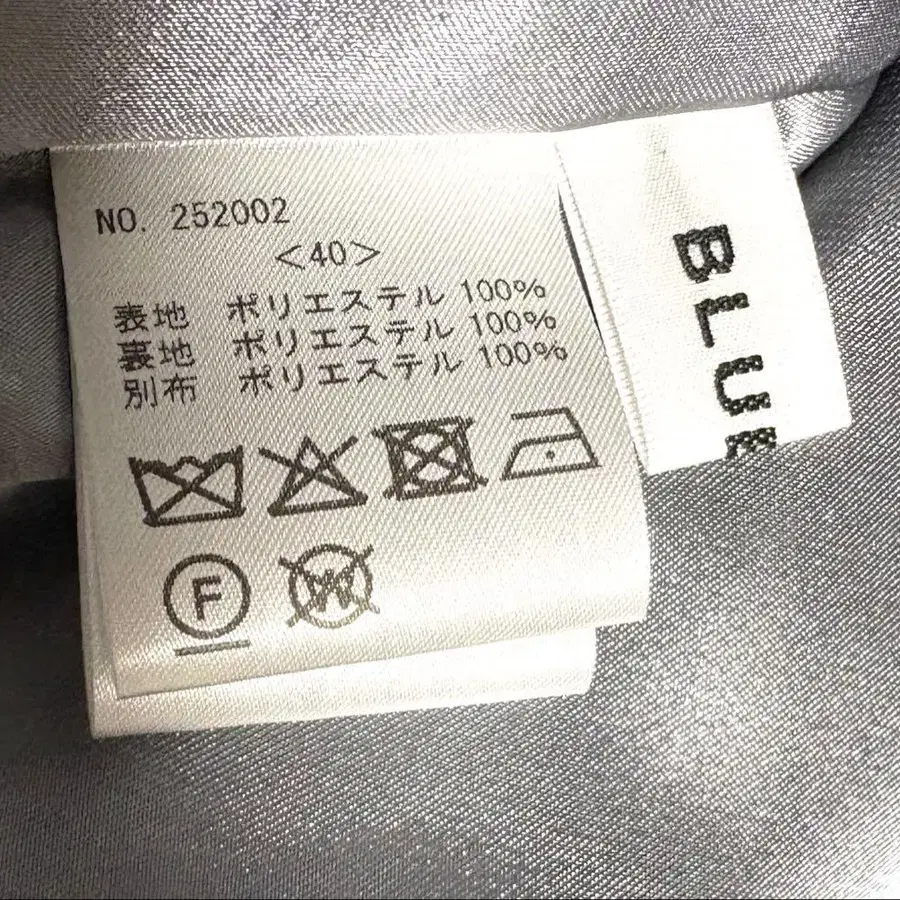 NO. 252002
<40>
表地 ポリエステル 100%
裏地 ポリエステル 100%
別布 ポリエステル 100%
F
W
BLUE